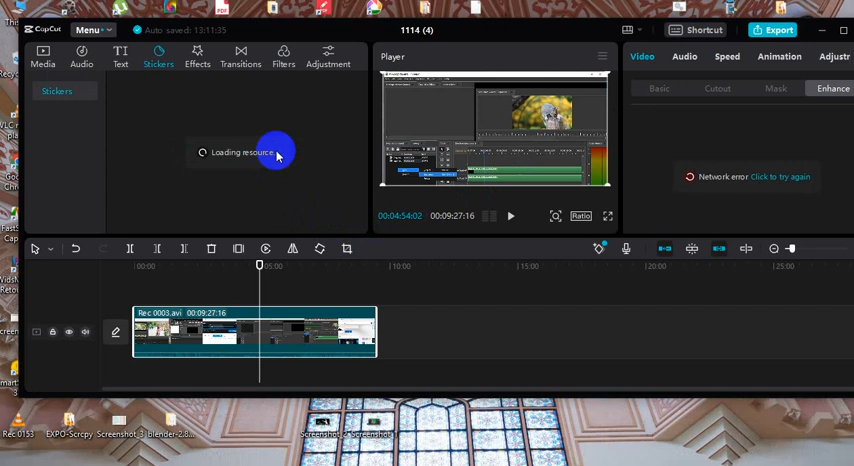 CapCut Menu Auto saved: 13:11:35 1114 (4) Shortcut Export
Media Audio Text Stickers Effects Transitions Filters Adjustment
Player
Video Audio Speed Animation Adjustr
Basic Cutout Mask Enhance
Stickers
Loading resource
Network error Click to try again
00:04:54:02 00:09:27:16 Ratio
00:00 05:00 10:00 15:00 20:00 25:00
Rec 0003.avi 00:09:27:16
Rec 0153 EXPO-Scrcpy Screenshot_3 blender-2.8... Screenshot_2 Screenshot_